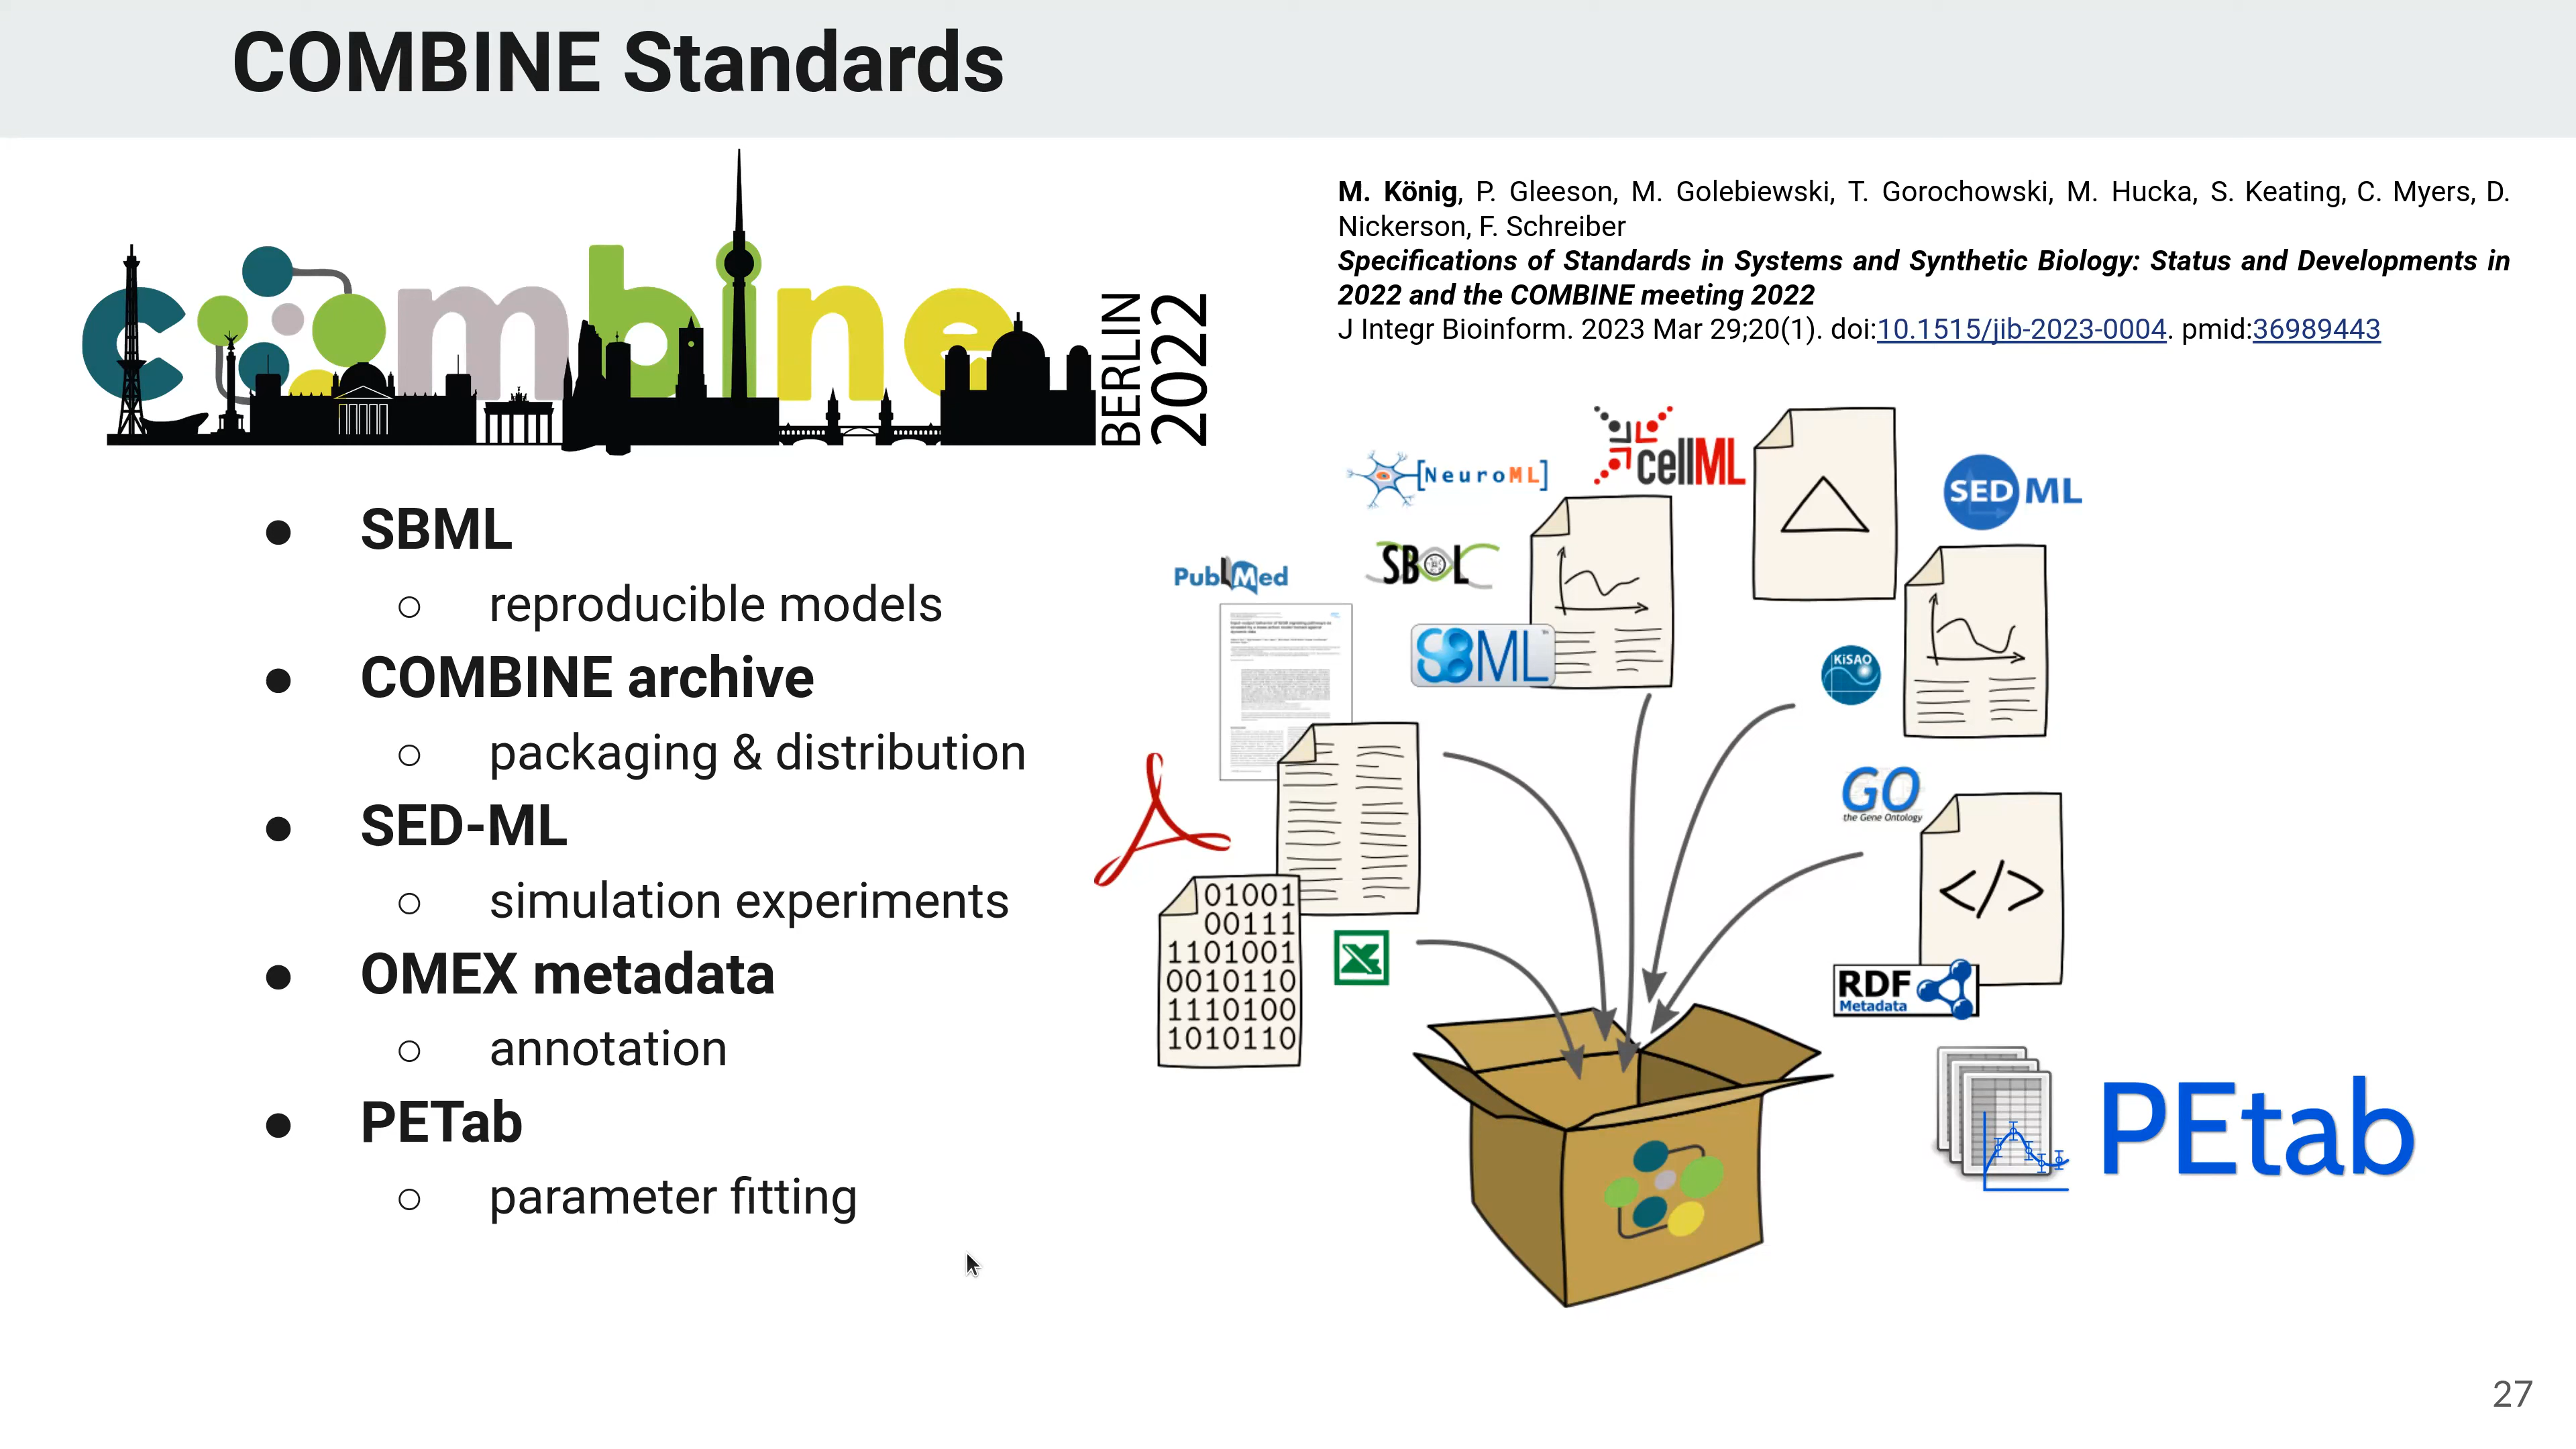 COMBINE Standards
combine
BERLIN
2022
M. König, P. Gleeson, M. Golebiewski, T. Gorochowski, M. Hucka, S. Keating, C. Myers, D.
Nickerson, F. Schreiber
Specifications of Standards in Systems and Synthetic Biology: Status and Developments in
2022 and the COMBINE meeting 2022
J Integr Bioinform. 2023 Mar 29;20(1). doi:10.1515/jib-2023-0004. pmid:36989443
● SBML
○ reproducible models
● COMBINE archive
○ packaging & distribution
● SED-ML
○ simulation experiments
● OMEX metadata
○ annotation
● PETab
○ parameter fitting
[NeuroML]
cellML
SED ML
SBOL
PubMed
SBML
KiSAO
GO
the Gene Ontology
</>
01001
00111
1101001
0010110
1110100
1010110
RDF
Metadata
PEtab
27